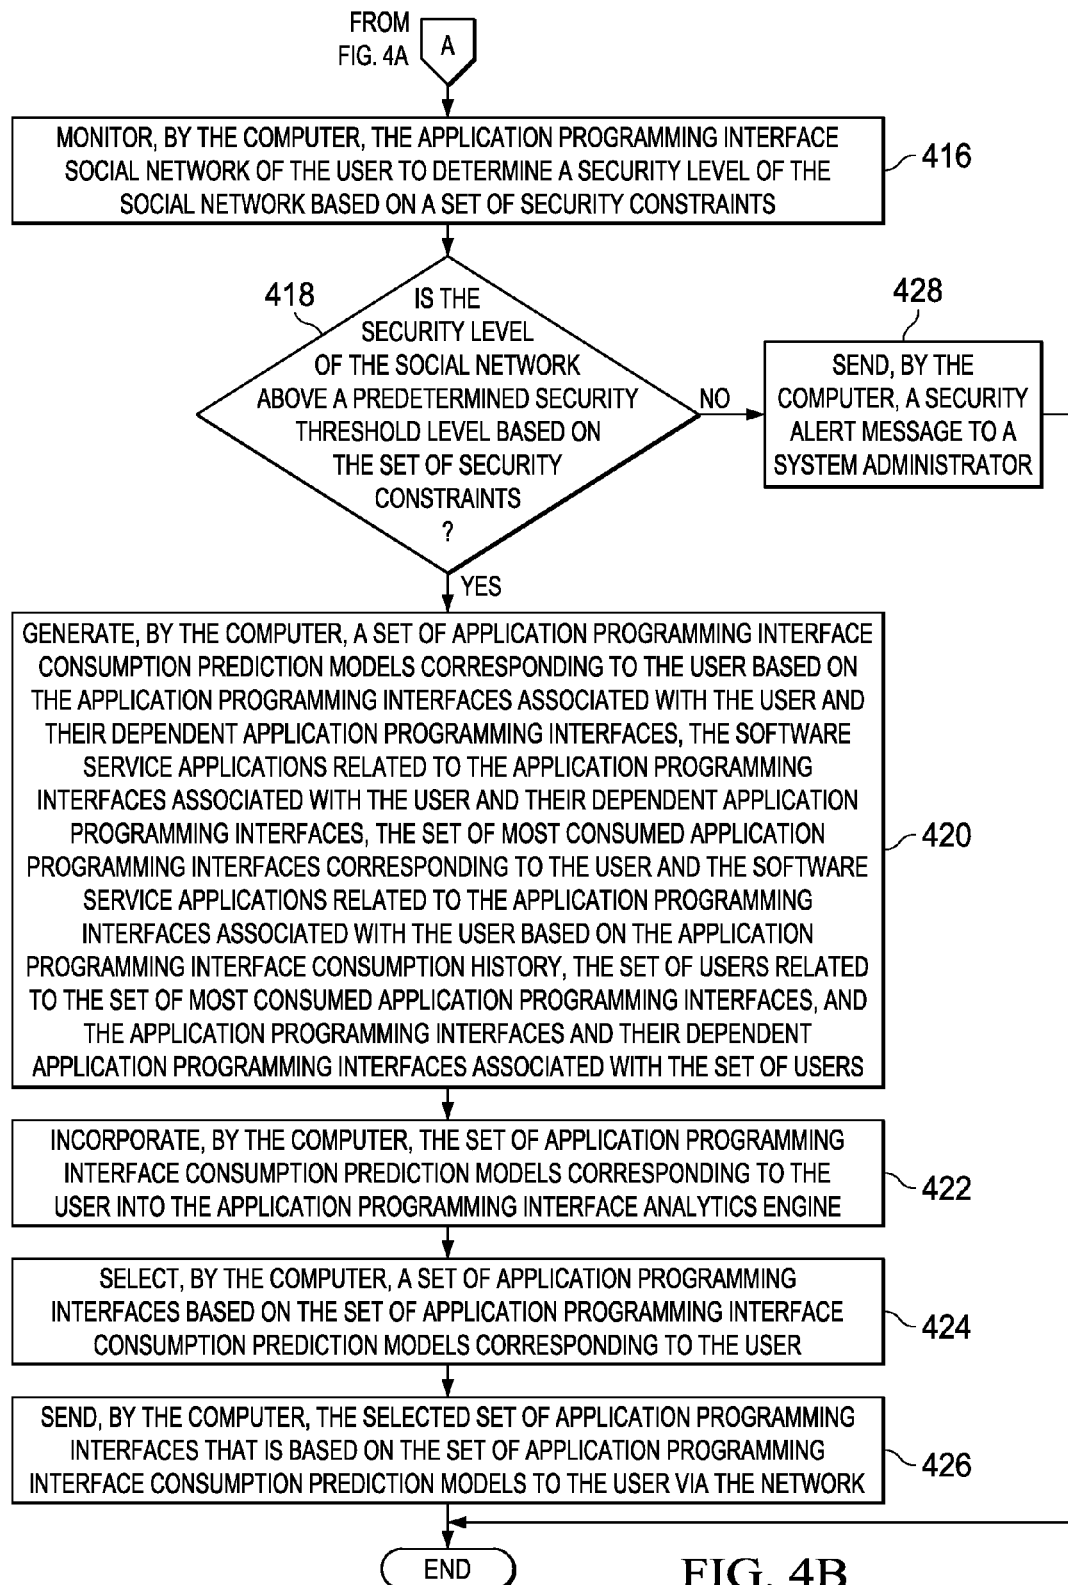 FROM
FIG. 4A
A
MONITOR, BY THE COMPUTER, THE APPLICATION PROGRAMMING INTERFACE
SOCIAL NETWORK OF THE USER TO DETERMINE A SECURITY LEVEL OF THE
SOCIAL NETWORK BASED ON A SET OF SECURITY CONSTRAINTS
416
418
IS THE
SECURITY LEVEL
OF THE SOCIAL NETWORK
ABOVE A PREDETERMINED SECURITY
THRESHOLD LEVEL BASED ON
THE SET OF SECURITY
CONSTRAINTS
?
NO
428
SEND, BY THE
COMPUTER, A SECURITY
ALERT MESSAGE TO A
SYSTEM ADMINISTRATOR
YES
GENERATE, BY THE COMPUTER, A SET OF APPLICATION PROGRAMMING INTERFACE
CONSUMPTION PREDICTION MODELS CORRESPONDING TO THE USER BASED ON
THE APPLICATION PROGRAMMING INTERFACES ASSOCIATED WITH THE USER AND
THEIR DEPENDENT APPLICATION PROGRAMMING INTERFACES, THE SOFTWARE
SERVICE APPLICATIONS RELATED TO THE APPLICATION PROGRAMMING
INTERFACES ASSOCIATED WITH THE USER AND THEIR DEPENDENT APPLICATION
PROGRAMMING INTERFACES, THE SET OF MOST CONSUMED APPLICATION
PROGRAMMING INTERFACES CORRESPONDING TO THE USER AND THE SOFTWARE
SERVICE APPLICATIONS RELATED TO THE APPLICATION PROGRAMMING
INTERFACES ASSOCIATED WITH THE USER BASED ON THE APPLICATION
PROGRAMMING INTERFACE CONSUMPTION HISTORY, THE SET OF USERS RELATED
TO THE SET OF MOST CONSUMED APPLICATION PROGRAMMING INTERFACES, AND
THE APPLICATION PROGRAMMING INTERFACES AND THEIR DEPENDENT
APPLICATION PROGRAMMING INTERFACES ASSOCIATED WITH THE SET OF USERS
420
INCORPORATE, BY THE COMPUTER, THE SET OF APPLICATION PROGRAMMING
INTERFACE CONSUMPTION PREDICTION MODELS CORRESPONDING TO THE
USER INTO THE APPLICATION PROGRAMMING INTERFACE ANALYTICS ENGINE
422
SELECT, BY THE COMPUTER, A SET OF APPLICATION PROGRAMMING
INTERFACES BASED ON THE SET OF APPLICATION PROGRAMMING INTERFACE
CONSUMPTION PREDICTION MODELS CORRESPONDING TO THE USER
424
SEND, BY THE COMPUTER, THE SELECTED SET OF APPLICATION PROGRAMMING
INTERFACES THAT IS BASED ON THE SET OF APPLICATION PROGRAMMING
INTERFACE CONSUMPTION PREDICTION MODELS TO THE USER VIA THE NETWORK
426
END
FIG. 4B